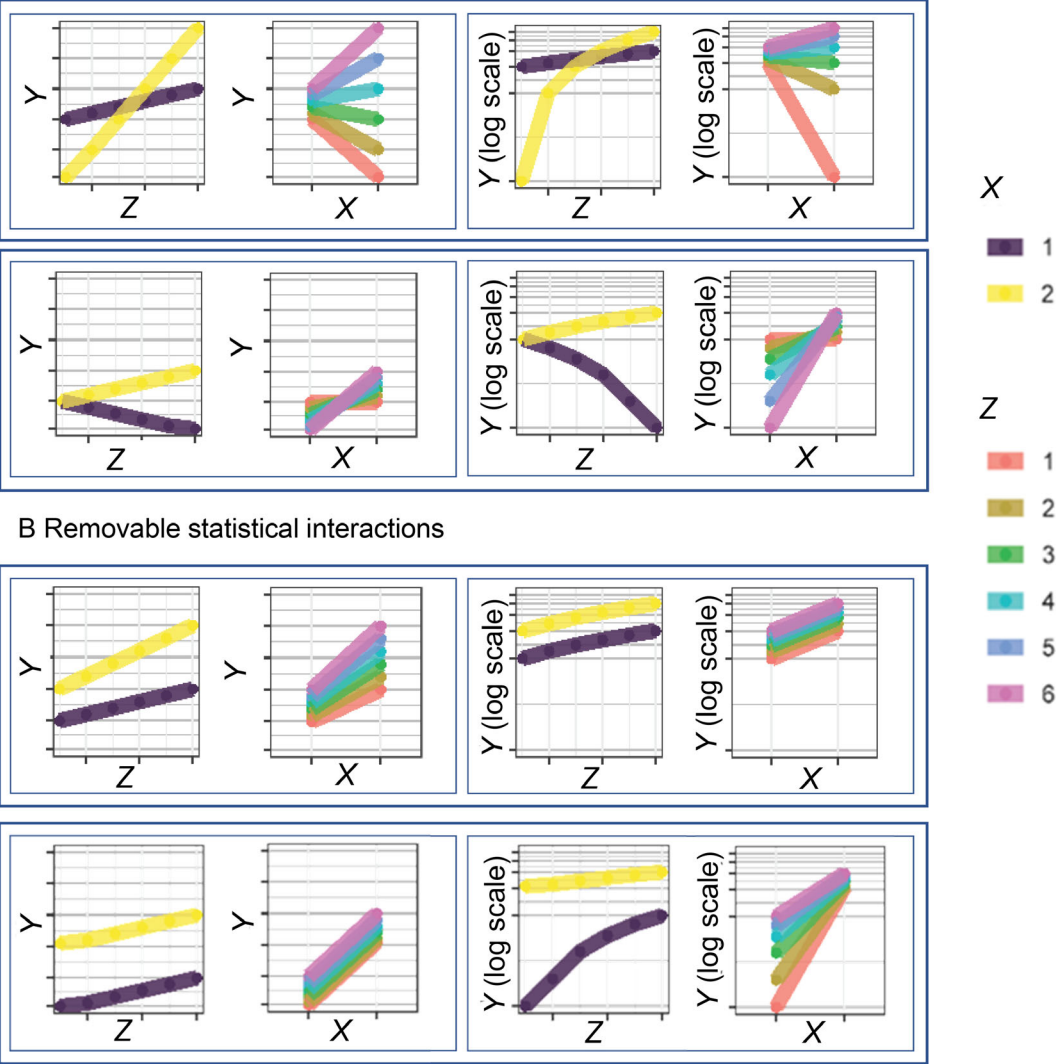 Y
Z
Y
X
Y (log scale)
Z
Y (log scale)
X
Y
Z
Y
X
Y (log scale)
Z
Y (log scale)
X
B Removable statistical interactions
Y
Z
Y
X
Y (log scale)
Z
Y (log scale)
X
Y
Z
Y
X
Y (log scale)
Z
Y (log scale)
X
X
1
2
Z
1
2
3
4
5
6